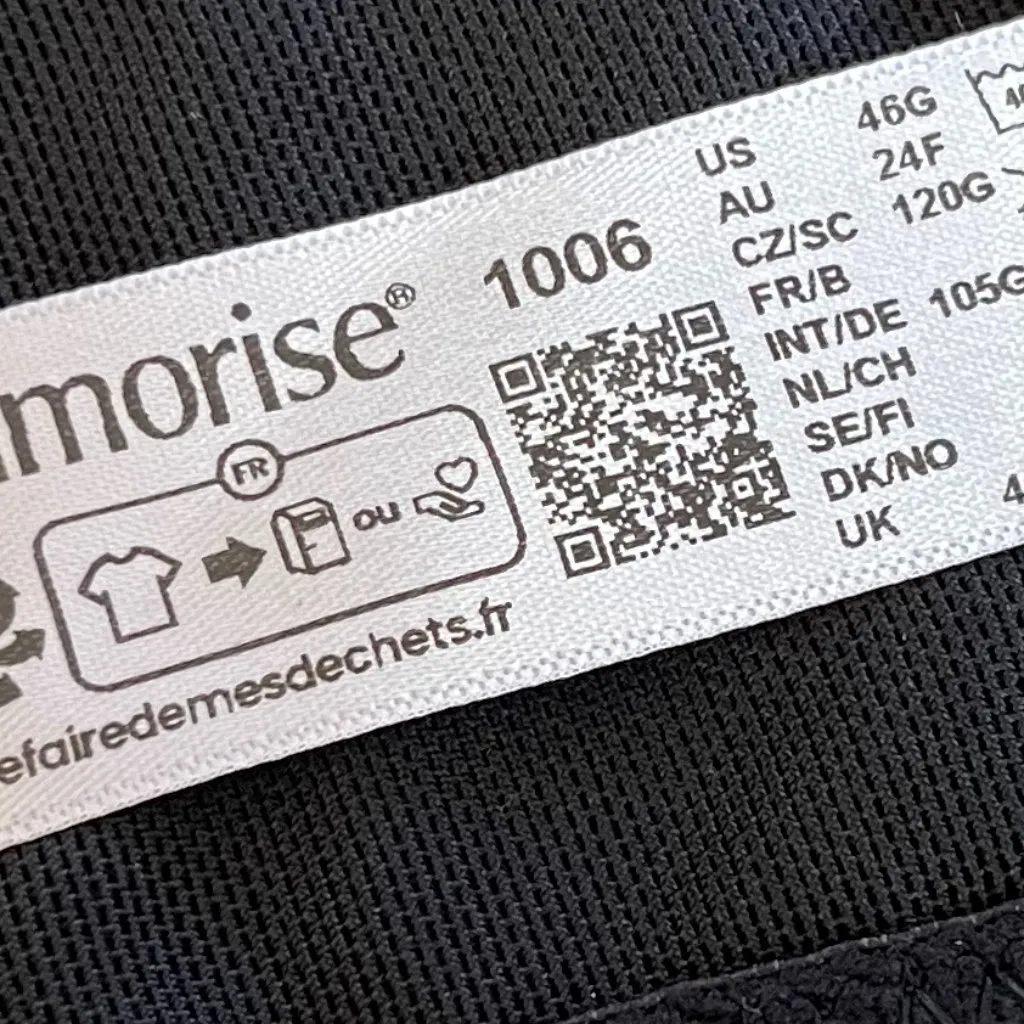 morise®
1006
FR
OU
efairedemesdechets.fr
US 46G
AU 24F
CZ/SC 120G
FR/B
INT/DE 105G
NL/CH
SE/FI
DK/NO
UK 4